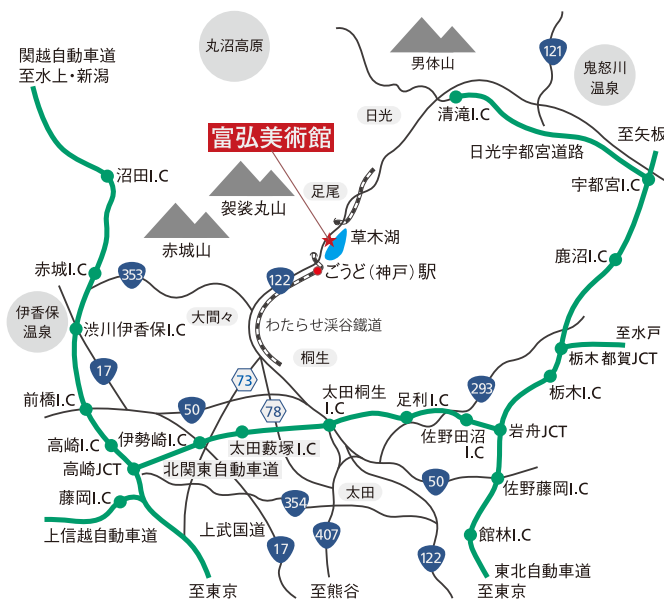 関越自動車道
至水上・新潟
丸沼高原
男体山
121
鬼怒川
温泉
日光
清滝I.C
日光宇都宮道路
至矢板
富弘美術館
沼田I.C
足尾
袈裟丸山
宇都宮I.C
赤城山
草木湖
鹿沼I.C
赤城I.C
353
122
ごうど（神戸）駅
伊香保
温泉
渋川伊香保I.C
大間々
わたらせ渓谷鐵道
至水戸
栃木都賀JCT
桐生
17
73
293
栃木I.C
前橋I.C
50
78
太田桐生
I.C
足利I.C
高崎I.C
伊勢崎I.C
太田藪塚I.C
佐野田沼
I.C
岩舟JCT
高崎JCT
北関東自動車道
50
佐野藤岡I.C
藤岡I.C
354
太田
上信越自動車道
上武国道
17
407
122
館林I.C
東北自動車道
至東京
至熊谷
至東京